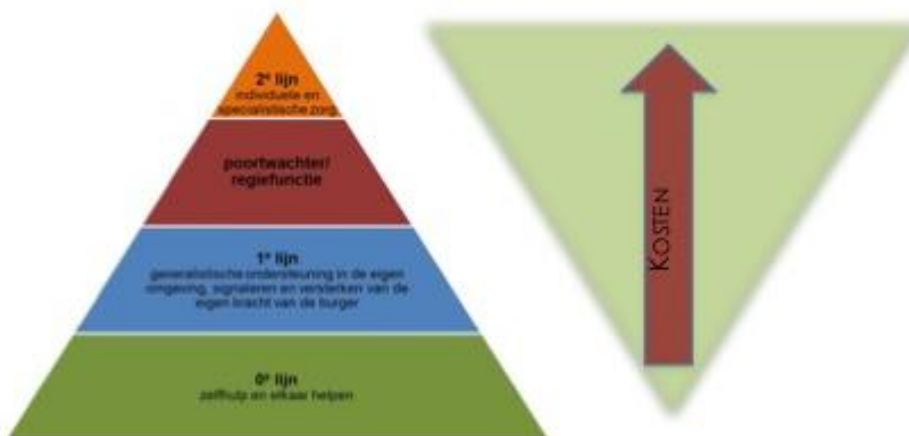 2e lijn
individuele en
specialistische zorg
poortwachter/
regiefunctie
1e lijn
generalistische ondersteuning in de eigen
omgeving, signaleren en versterken van de
eigen kracht van de burger
0e lijn
zelfhulp en elkaar helpen
KOSTEN